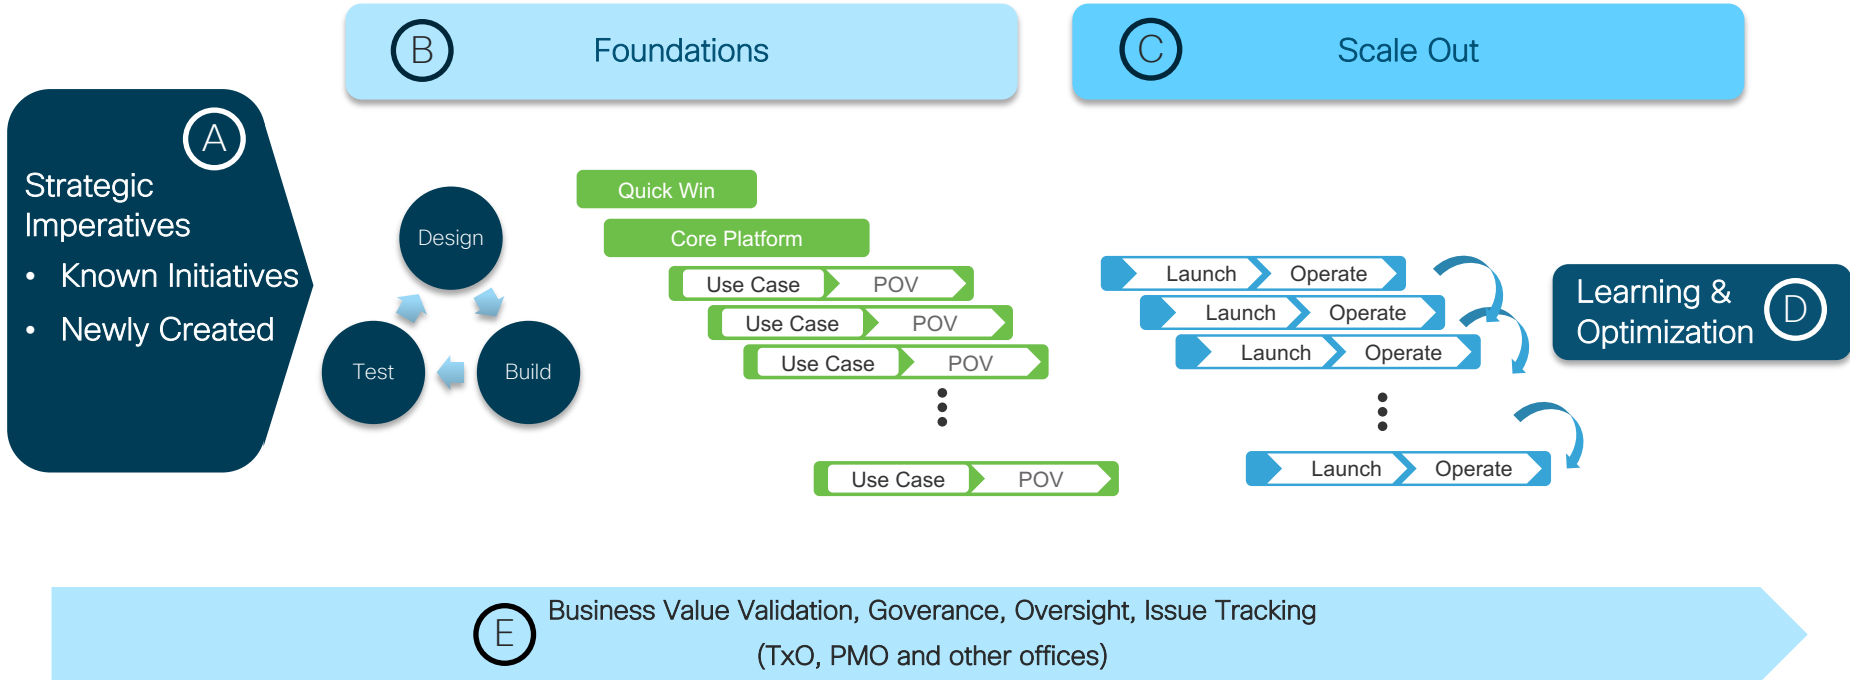 B
Foundations
C
Scale Out
A
Strategic
Imperatives
• Known Initiatives
• Newly Created
Design
Build
Test
Quick Win
Core Platform
Use Case POV
Use Case POV
Use Case POV
Use Case POV
Launch Operate
Launch Operate
Launch Operate
Launch Operate
Learning &
Optimization
D
E
Business Value Validation, Goverance, Oversight, Issue Tracking
(TxO, PMO and other offices)